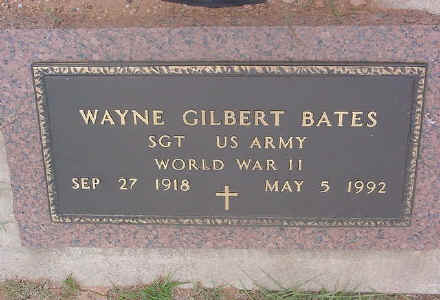 WAYNE GILBERT BATES
SGT US ARMY
WORLD WAR II
SEP 27 1918 MAY 5 1992